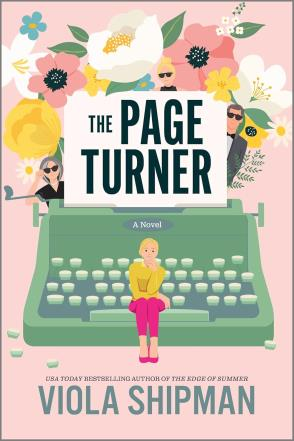 THE PAGE
TURNER
A Novel
USA TODAY BESTSELLING AUTHOR OF THE EDGE OF SUMMER
VIOLA SHIPMAN